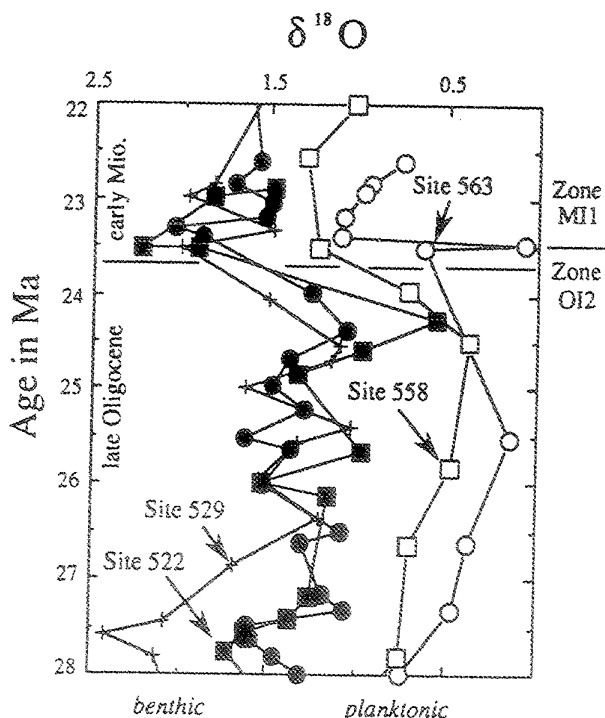 δ 18 O
2.5 1.5 0.5
22
23
24
25
26
27
28
Age in Ma
early Mio.
late Oligocene
Site 563
Zone
MI1
Zone
OI2
Site 558
Site 529
Site 522
benthic planktonic